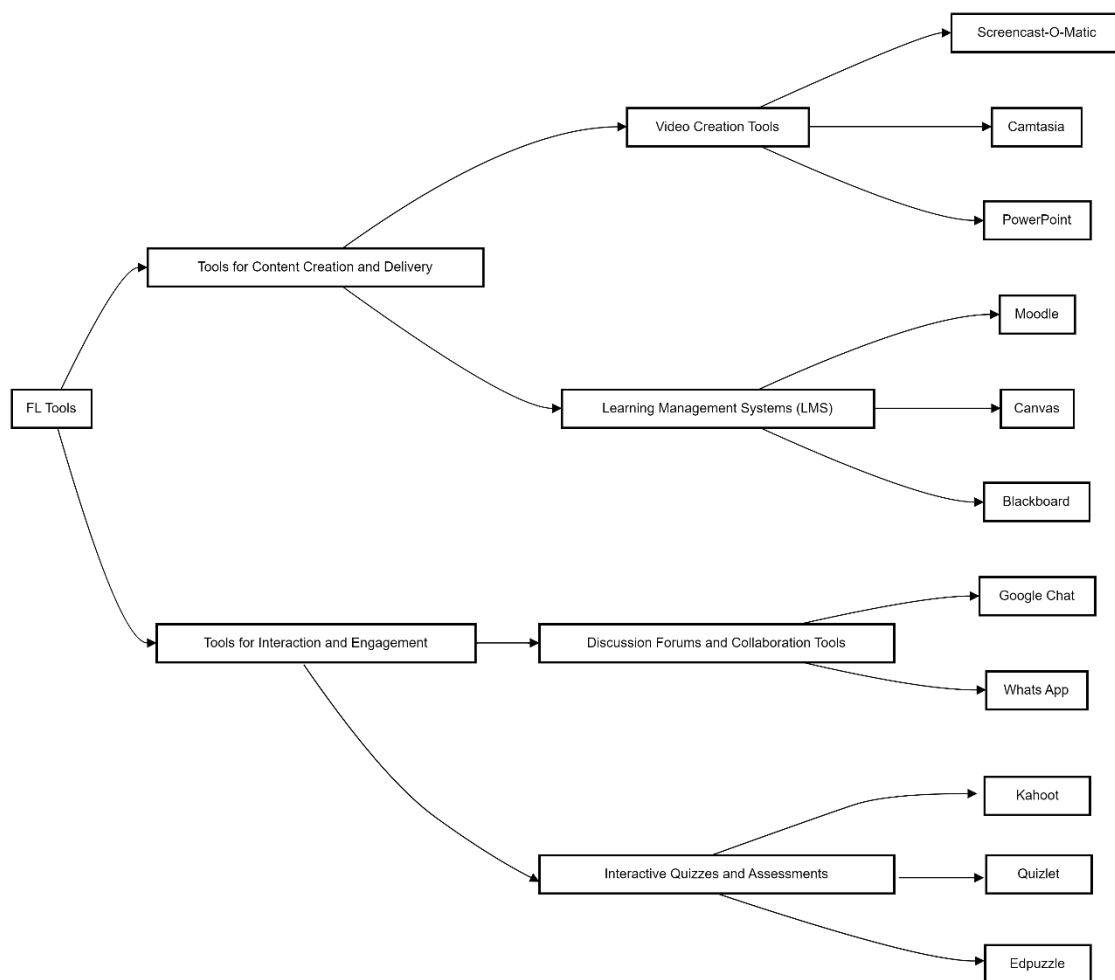 Screencast-O-Matic
Video Creation Tools
Camtasia
PowerPoint
Tools for Content Creation and Delivery
Moodle
FL Tools
Learning Management Systems (LMS)
Canvas
Blackboard
Google Chat
Tools for Interaction and Engagement
Discussion Forums and Collaboration Tools
Whats App
Kahoot
Interactive Quizzes and Assessments
Quizlet
Edpuzzle